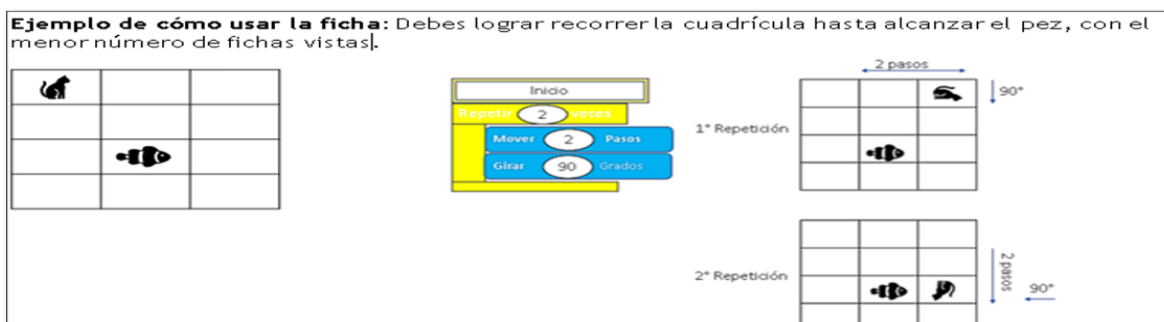 Ejemplo de cómo usar la ficha: Debes lograr recorrer la cuadrícula hasta alcanzar el pez, con el
menor número de fichas vistas.
2 pasos
Inicio
90°
Repetir 2 veces
1° Repetición
Mover 2 Pasos
Girar 90 Grados
2° Repetición
2 pasos
90°